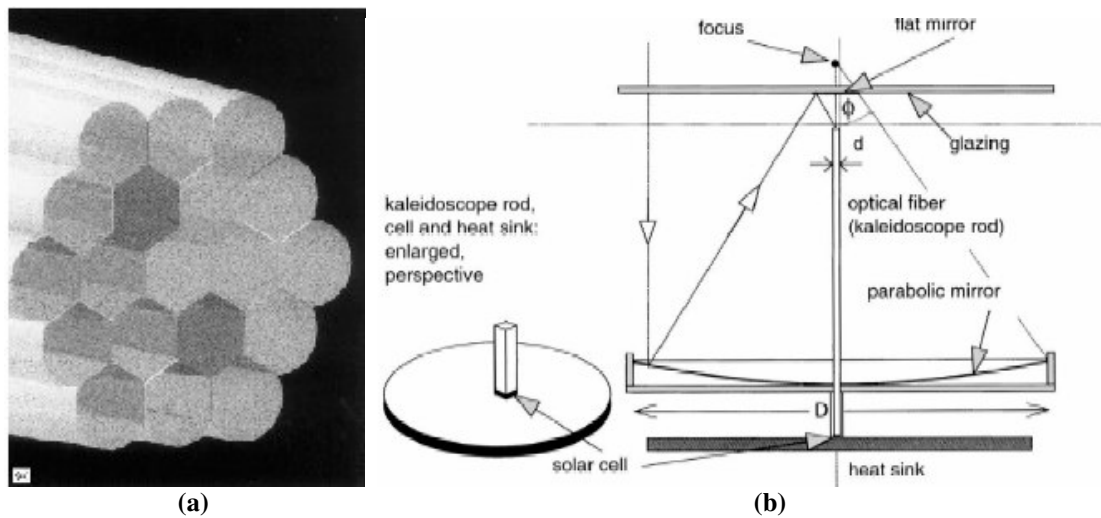 focus
flat mirror
ϕ
d
glazing
kaleidoscope rod,
cell and heat sink:
enlarged,
perspective
optical fiber
(kaleidoscope rod)
parabolic mirror
D
solar cell
heat sink
(a)
(b)